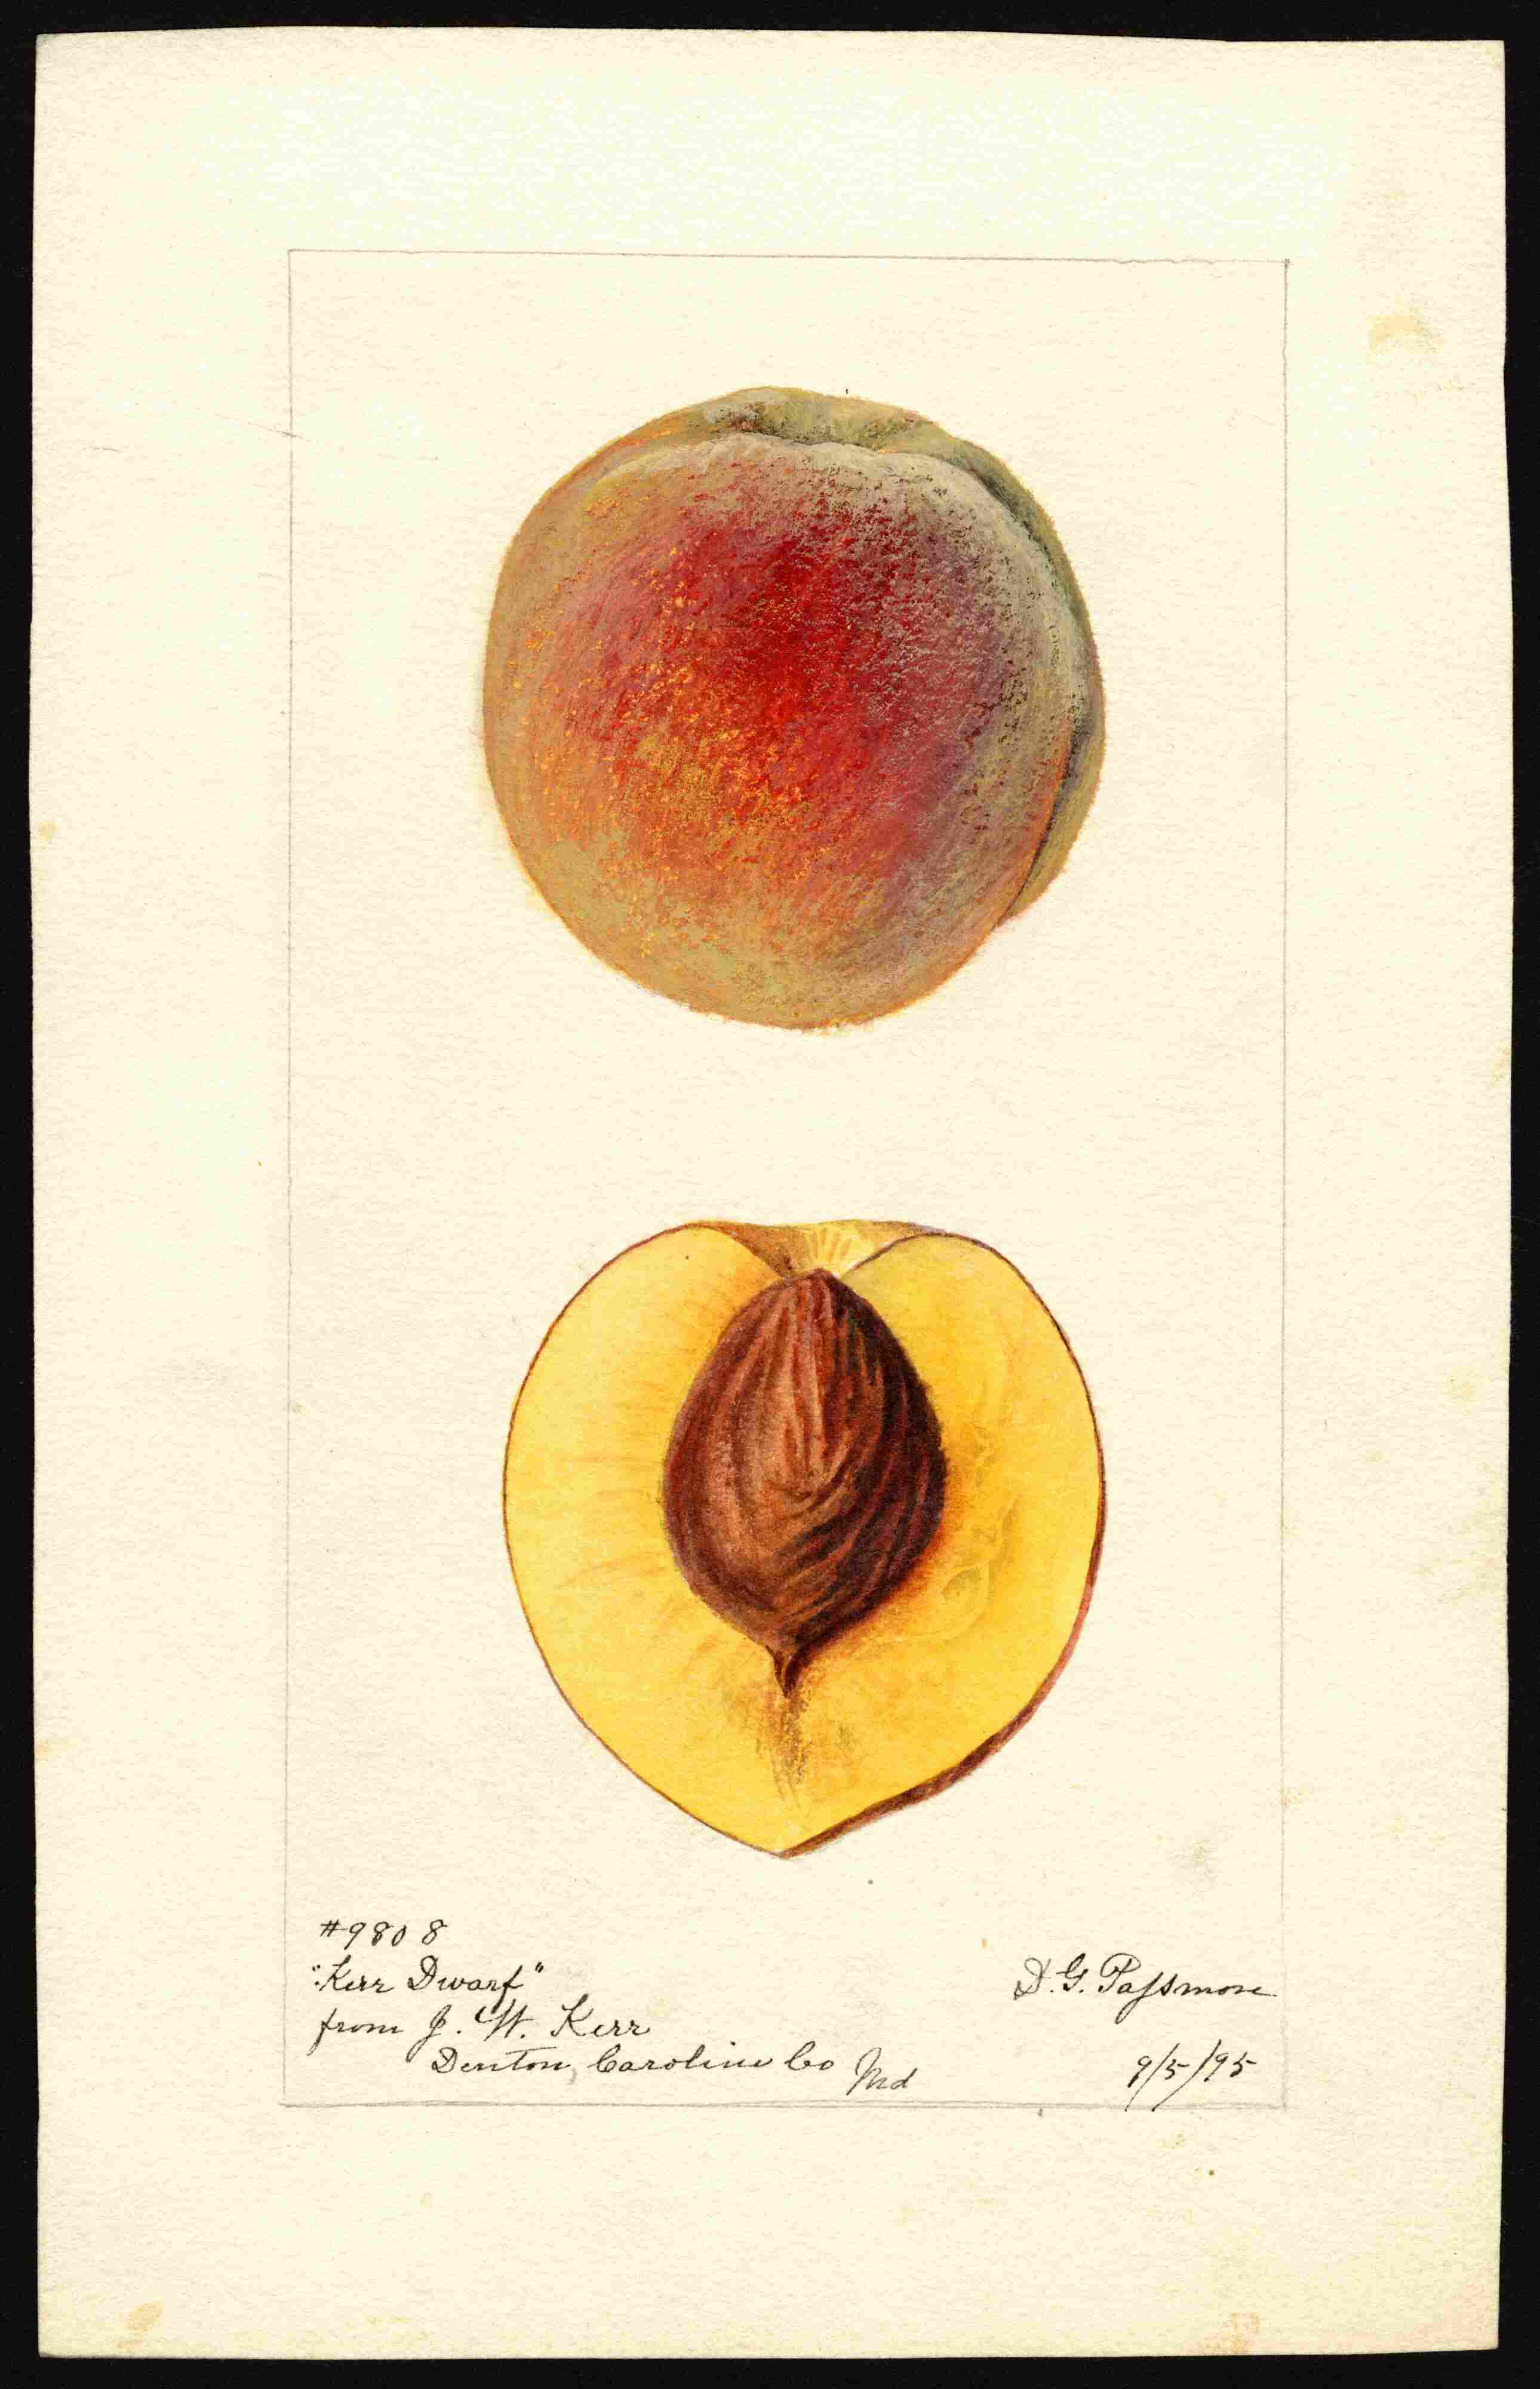 #9808
"Kerr Dwarf"
from J. W. Kerr
Denton, Caroline Co Md
D. G. Passmore
9/5/95